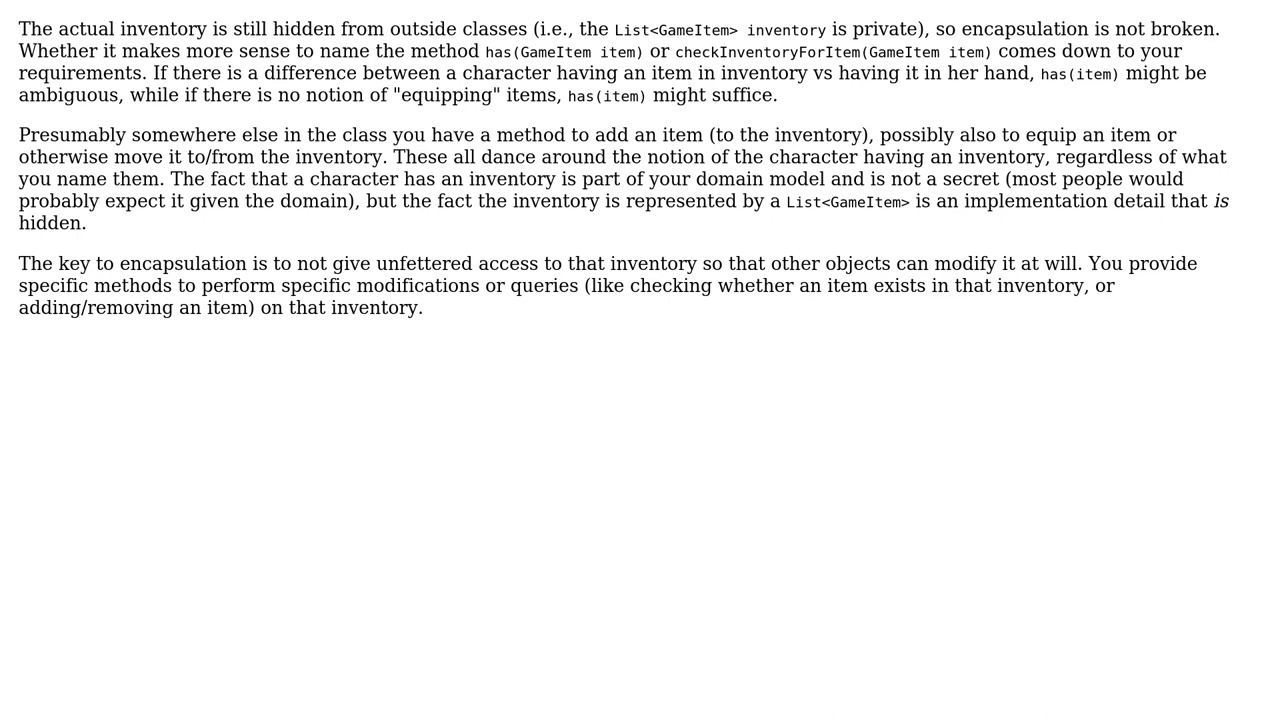 The actual inventory is still hidden from outside classes (i.e., the List<GameItem> inventory is private), so encapsulation is not broken.
Whether it makes more sense to name the method has(GameItem item) or checkInventoryForItem(GameItem item) comes down to your
requirements. If there is a difference between a character having an item in inventory vs having it in her hand, has(item) might be
ambiguous, while if there is no notion of "equipping" items, has(item) might suffice.
Presumably somewhere else in the class you have a method to add an item (to the inventory), possibly also to equip an item or
otherwise move it to/from the inventory. These all dance around the notion of the character having an inventory, regardless of what
you name them. The fact that a character has an inventory is part of your domain model and is not a secret (most people would
probably expect it given the domain), but the fact the inventory is represented by a List<GameItem> is an implementation detail that is
hidden.
The key to encapsulation is to not give unfettered access to that inventory so that other objects can modify it at will. You provide
specific methods to perform specific modifications or queries (like checking whether an item exists in that inventory, or
adding/removing an item) on that inventory.